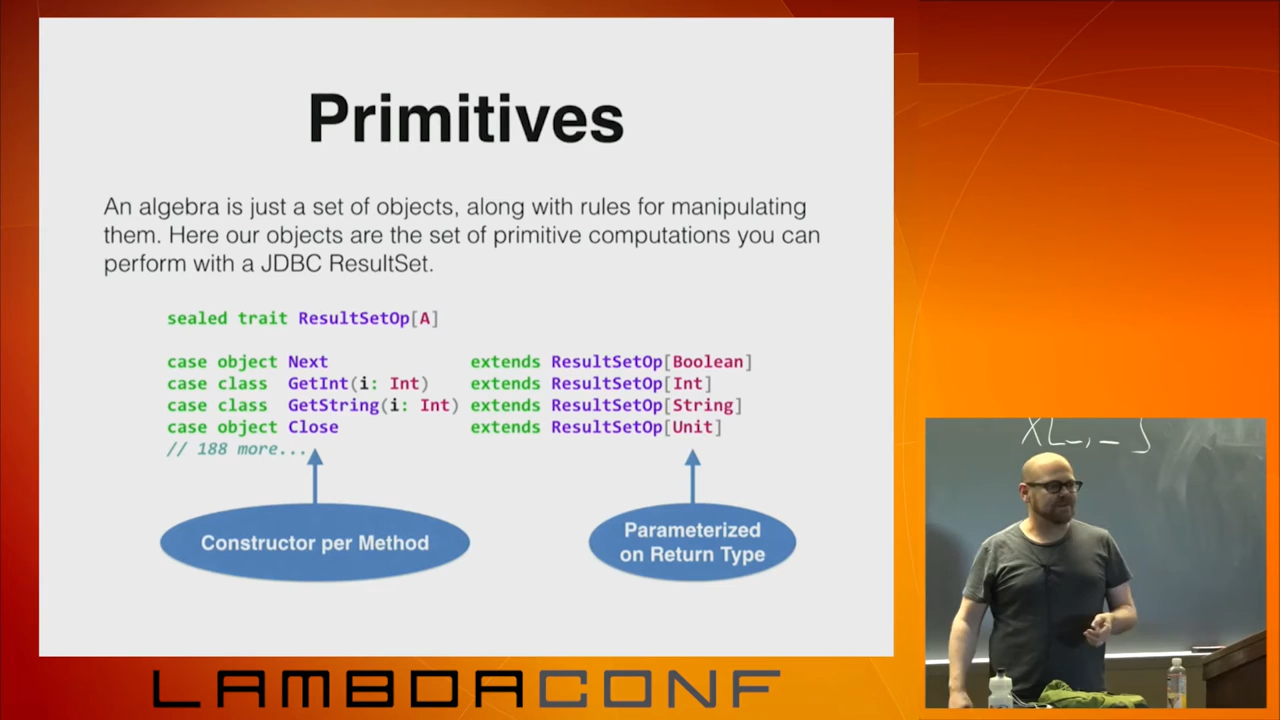 Primitives
An algebra is just a set of objects, along with rules for manipulating
them. Here our objects are the set of primitive computations you can
perform with a JDBC ResultSet.
sealed trait ResultSetOp[A]
case object Next extends ResultSetOp[Boolean]
case class GetInt(i: Int) extends ResultSetOp[Int]
case class GetString(i: Int) extends ResultSetOp[String]
case object Close extends ResultSetOp[Unit]
// 188 more...
Constructor per Method
Parameterized
on Return Type
LAMBDACONF